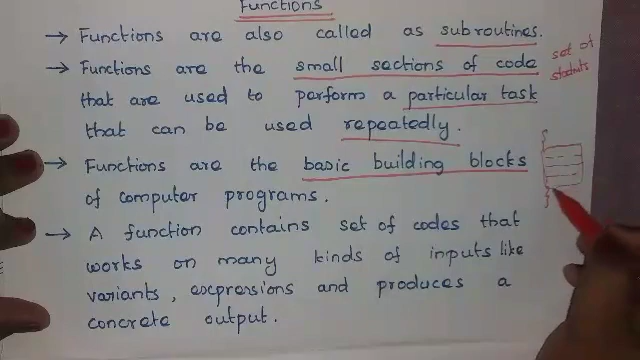 Functions
→ Functions are also called as subroutines.
→ Functions are the small sections of code
that are used to perform a particular task
that can be used repeatedly.
→ Functions are the basic building blocks
of computer programs.
→ A function contains set of codes that
works on many kinds of inputs like
variants, expressions and produces a
concrete output.
set of